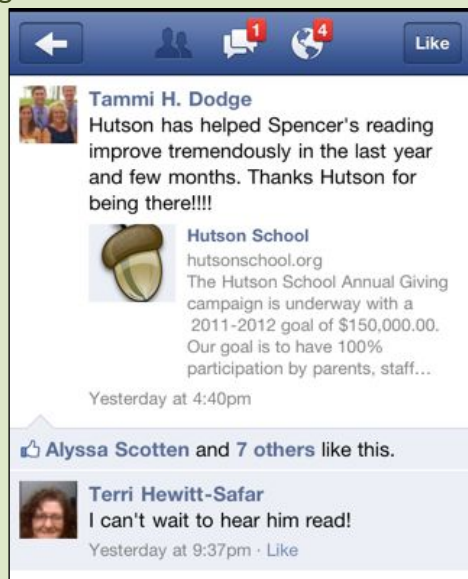 1
4
Like
Tammi H. Dodge
Hutson has helped Spencer's reading
improve tremendously in the last year
and few months. Thanks Hutson for
being there!!!!
Hutson School
hutsonschool.org
The Hutson School Annual Giving
campaign is underway with a
2011-2012 goal of $150,000.00.
Our goal is to have 100%
participation by parents, staff...
Yesterday at 4:40pm
Alyssa Scotten and 7 others like this.
Terri Hewitt-Safar
I can't wait to hear him read!
Yesterday at 9:37pm · Like